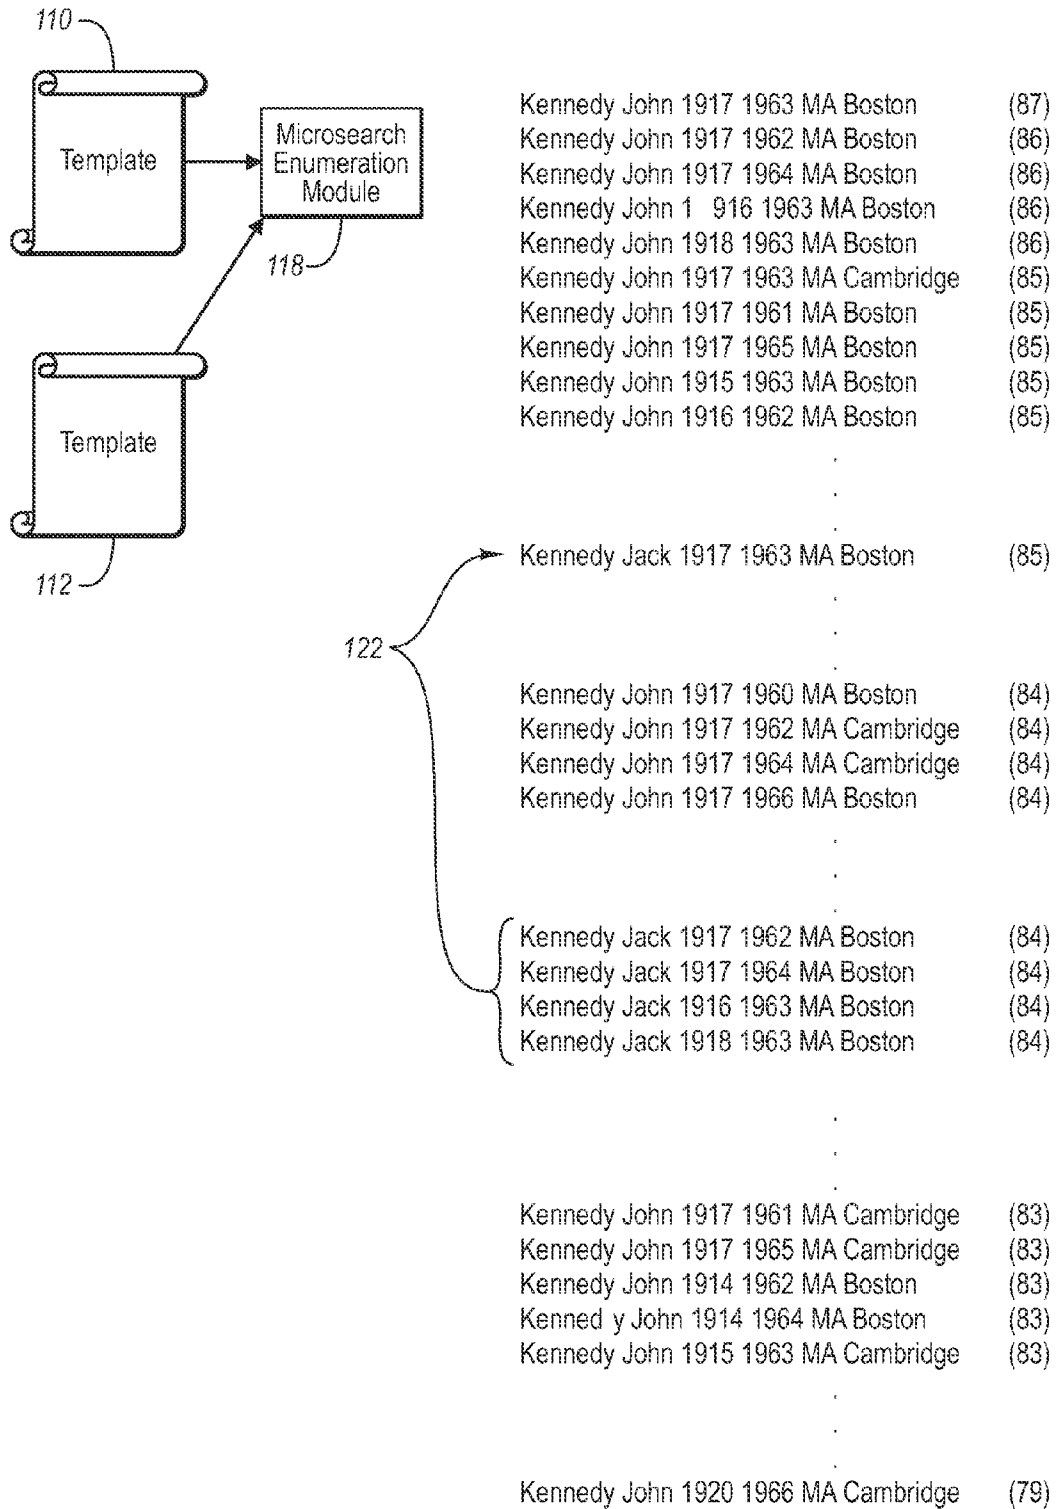 110
Template
Microsearch
Enumeration
Module
118
Template
112
Kennedy John 1917 1963 MA Boston (87)
Kennedy John 1917 1962 MA Boston (86)
Kennedy John 1917 1964 MA Boston (86)
Kennedy John 1 916 1963 MA Boston (86)
Kennedy John 1918 1963 MA Boston (86)
Kennedy John 1917 1963 MA Cambridge (85)
Kennedy John 1917 1961 MA Boston (85)
Kennedy John 1917 1965 MA Boston (85)
Kennedy John 1915 1963 MA Boston (85)
Kennedy John 1916 1962 MA Boston (85)
.
.
.
Kennedy Jack 1917 1963 MA Boston (85)
.
.
.
122
Kennedy John 1917 1960 MA Boston (84)
Kennedy John 1917 1962 MA Cambridge (84)
Kennedy John 1917 1964 MA Cambridge (84)
Kennedy John 1917 1966 MA Boston (84)
.
.
.
Kennedy Jack 1917 1962 MA Boston (84)
Kennedy Jack 1917 1964 MA Boston (84)
Kennedy Jack 1916 1963 MA Boston (84)
Kennedy Jack 1918 1963 MA Boston (84)
.
.
.
Kennedy John 1917 1961 MA Cambridge (83)
Kennedy John 1917 1965 MA Cambridge (83)
Kennedy John 1914 1962 MA Boston (83)
Kenned y John 1914 1964 MA Boston (83)
Kennedy John 1915 1963 MA Cambridge (83)
.
.
.
Kennedy John 1920 1966 MA Cambridge (79)